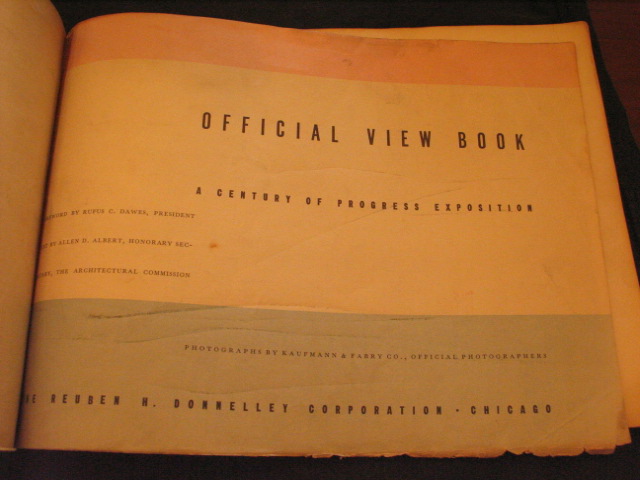 OFFICIAL VIEW BOOK
A CENTURY OF PROGRESS EXPOSITION
BY RUFUS C. DAWES, PRESIDENT
BY ALLEN D. ALBERT, HONORARY SEC-
THE ARCHITECTURAL COMMISSION
PHOTOGRAPHS BY KAUFMANN & FABRY CO., OFFICIAL PHOTOGRAPHERS
REUBEN H. DONNELLEY CORPORATION · CHICAGO